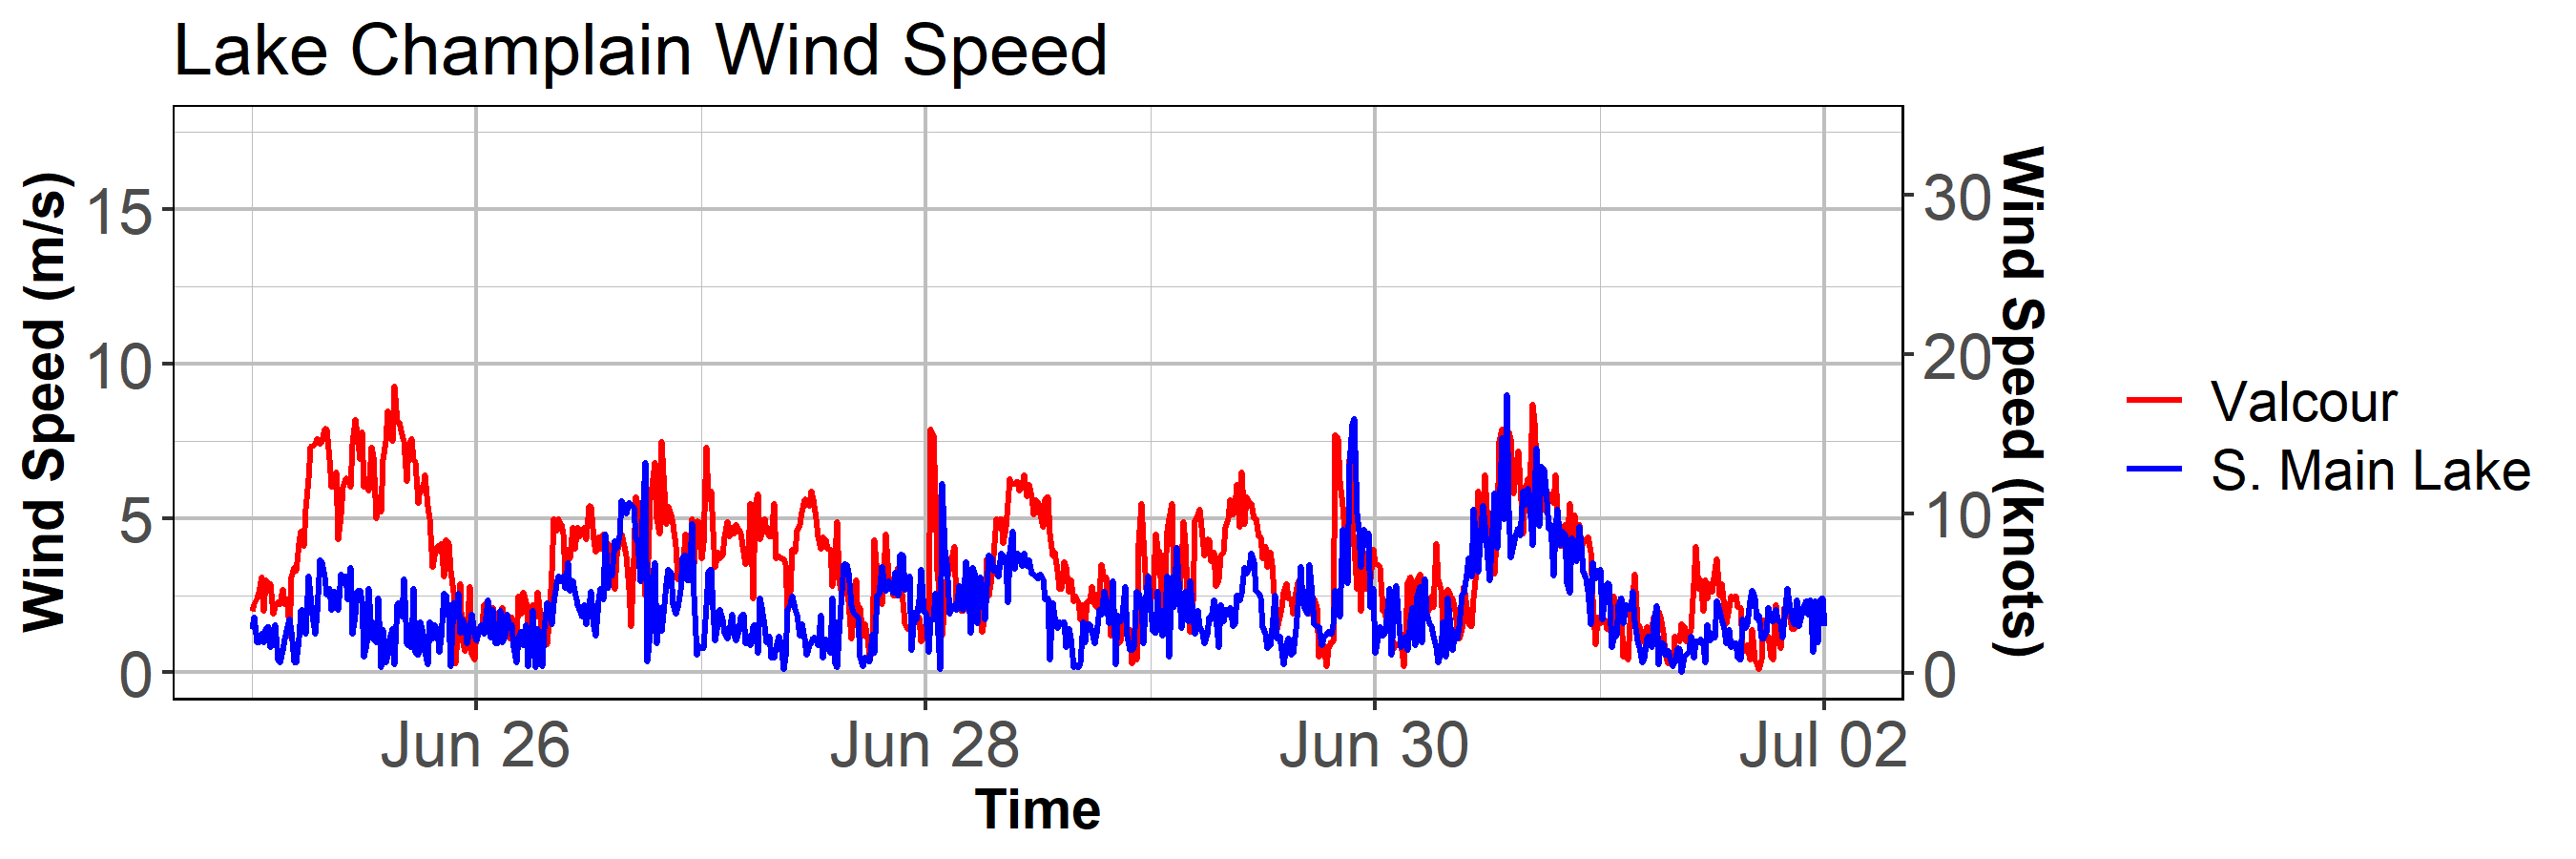 Lake Champlain Wind Speed
Wind Speed (m/s)
15
10
5
0
30
20
10
0
Wind Speed (knots)
Jun 26
Jun 28
Jun 30
Jul 02
Time
Valcour
S. Main Lake